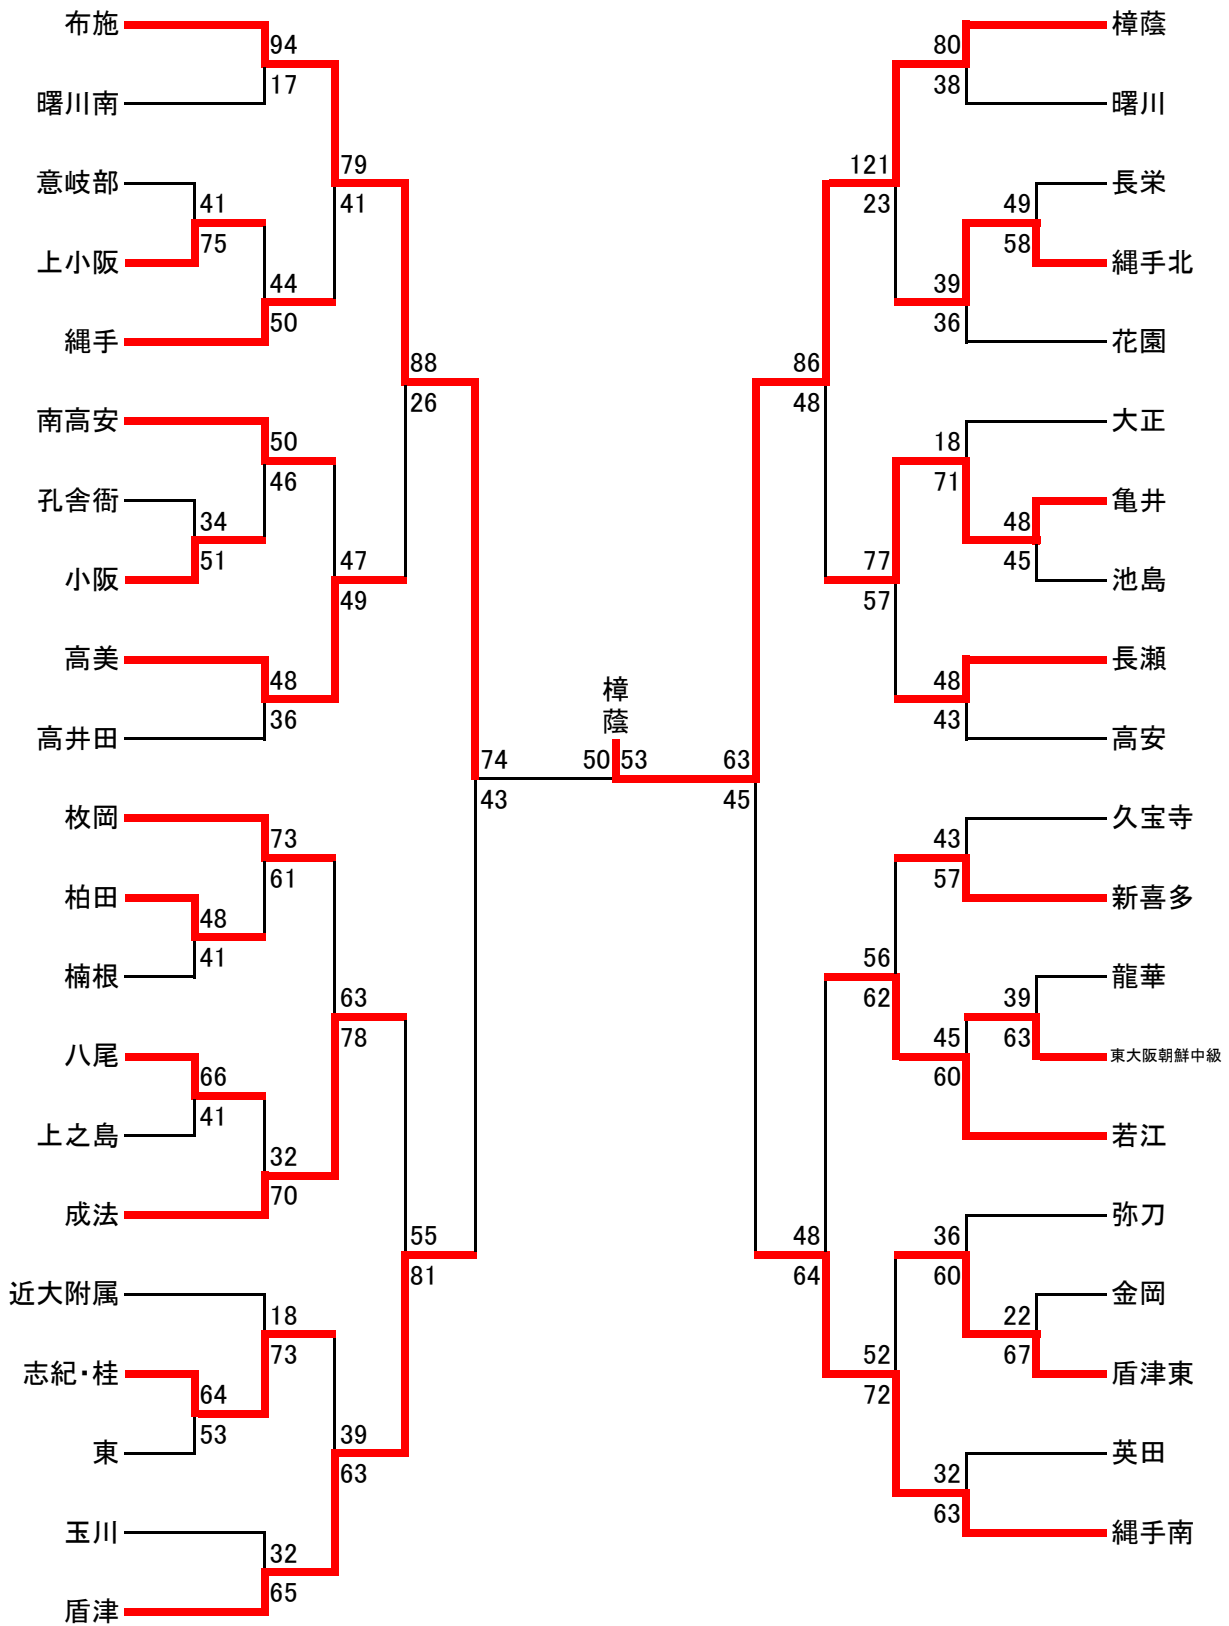 布施
94
17
曙川南
79
41
意岐部
41
75
上小阪
44
50
縄手
88
26
南高安
50
46
孔舎衙
34
51
小阪
47
49
高美
48
36
高井田
74
43
枚岡
73
61
柏田
48
41
楠根
63
78
八尾
66
41
上之島
32
70
成法
55
81
近大附属
18
73
志紀・桂
64
53
東
39
63
玉川
32
65
盾津
樟蔭
50 53
樟蔭
80
38
曙川
121
23
長栄
49
58
縄手北
39
36
花園
86
48
大正
18
71
亀井
48
45
池島
77
57
長瀬
48
43
高安
63
45
久宝寺
43
57
新喜多
56
62
龍華
39
63
東大阪朝鮮中級
45
60
若江
48
64
弥刀
36
60
金岡
22
67
盾津東
52
72
英田
32
63
縄手南